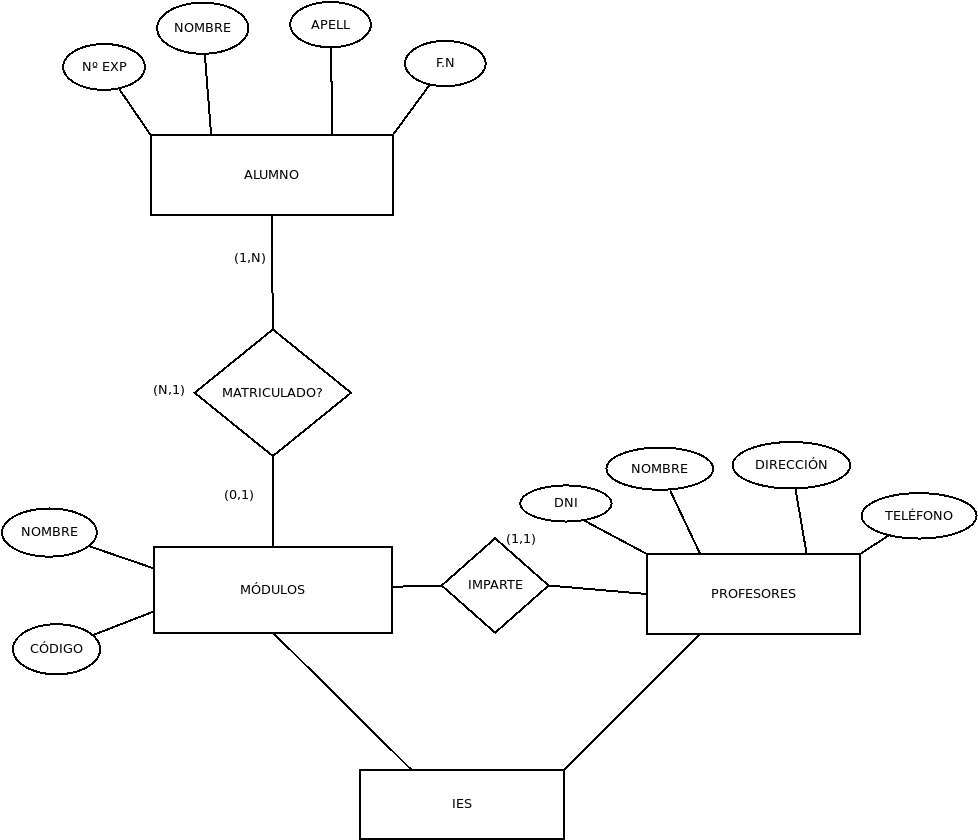 NOMBRE
APELL
Nº EXP
F.N
ALUMNO
(1,N)
(N,1)
MATRICULADO?
(0,1)
NOMBRE
DIRECCIÓN
DNI
TELÉFONO
NOMBRE
(1,1)
MÓDULOS
IMPARTE
PROFESORES
CÓDIGO
IES